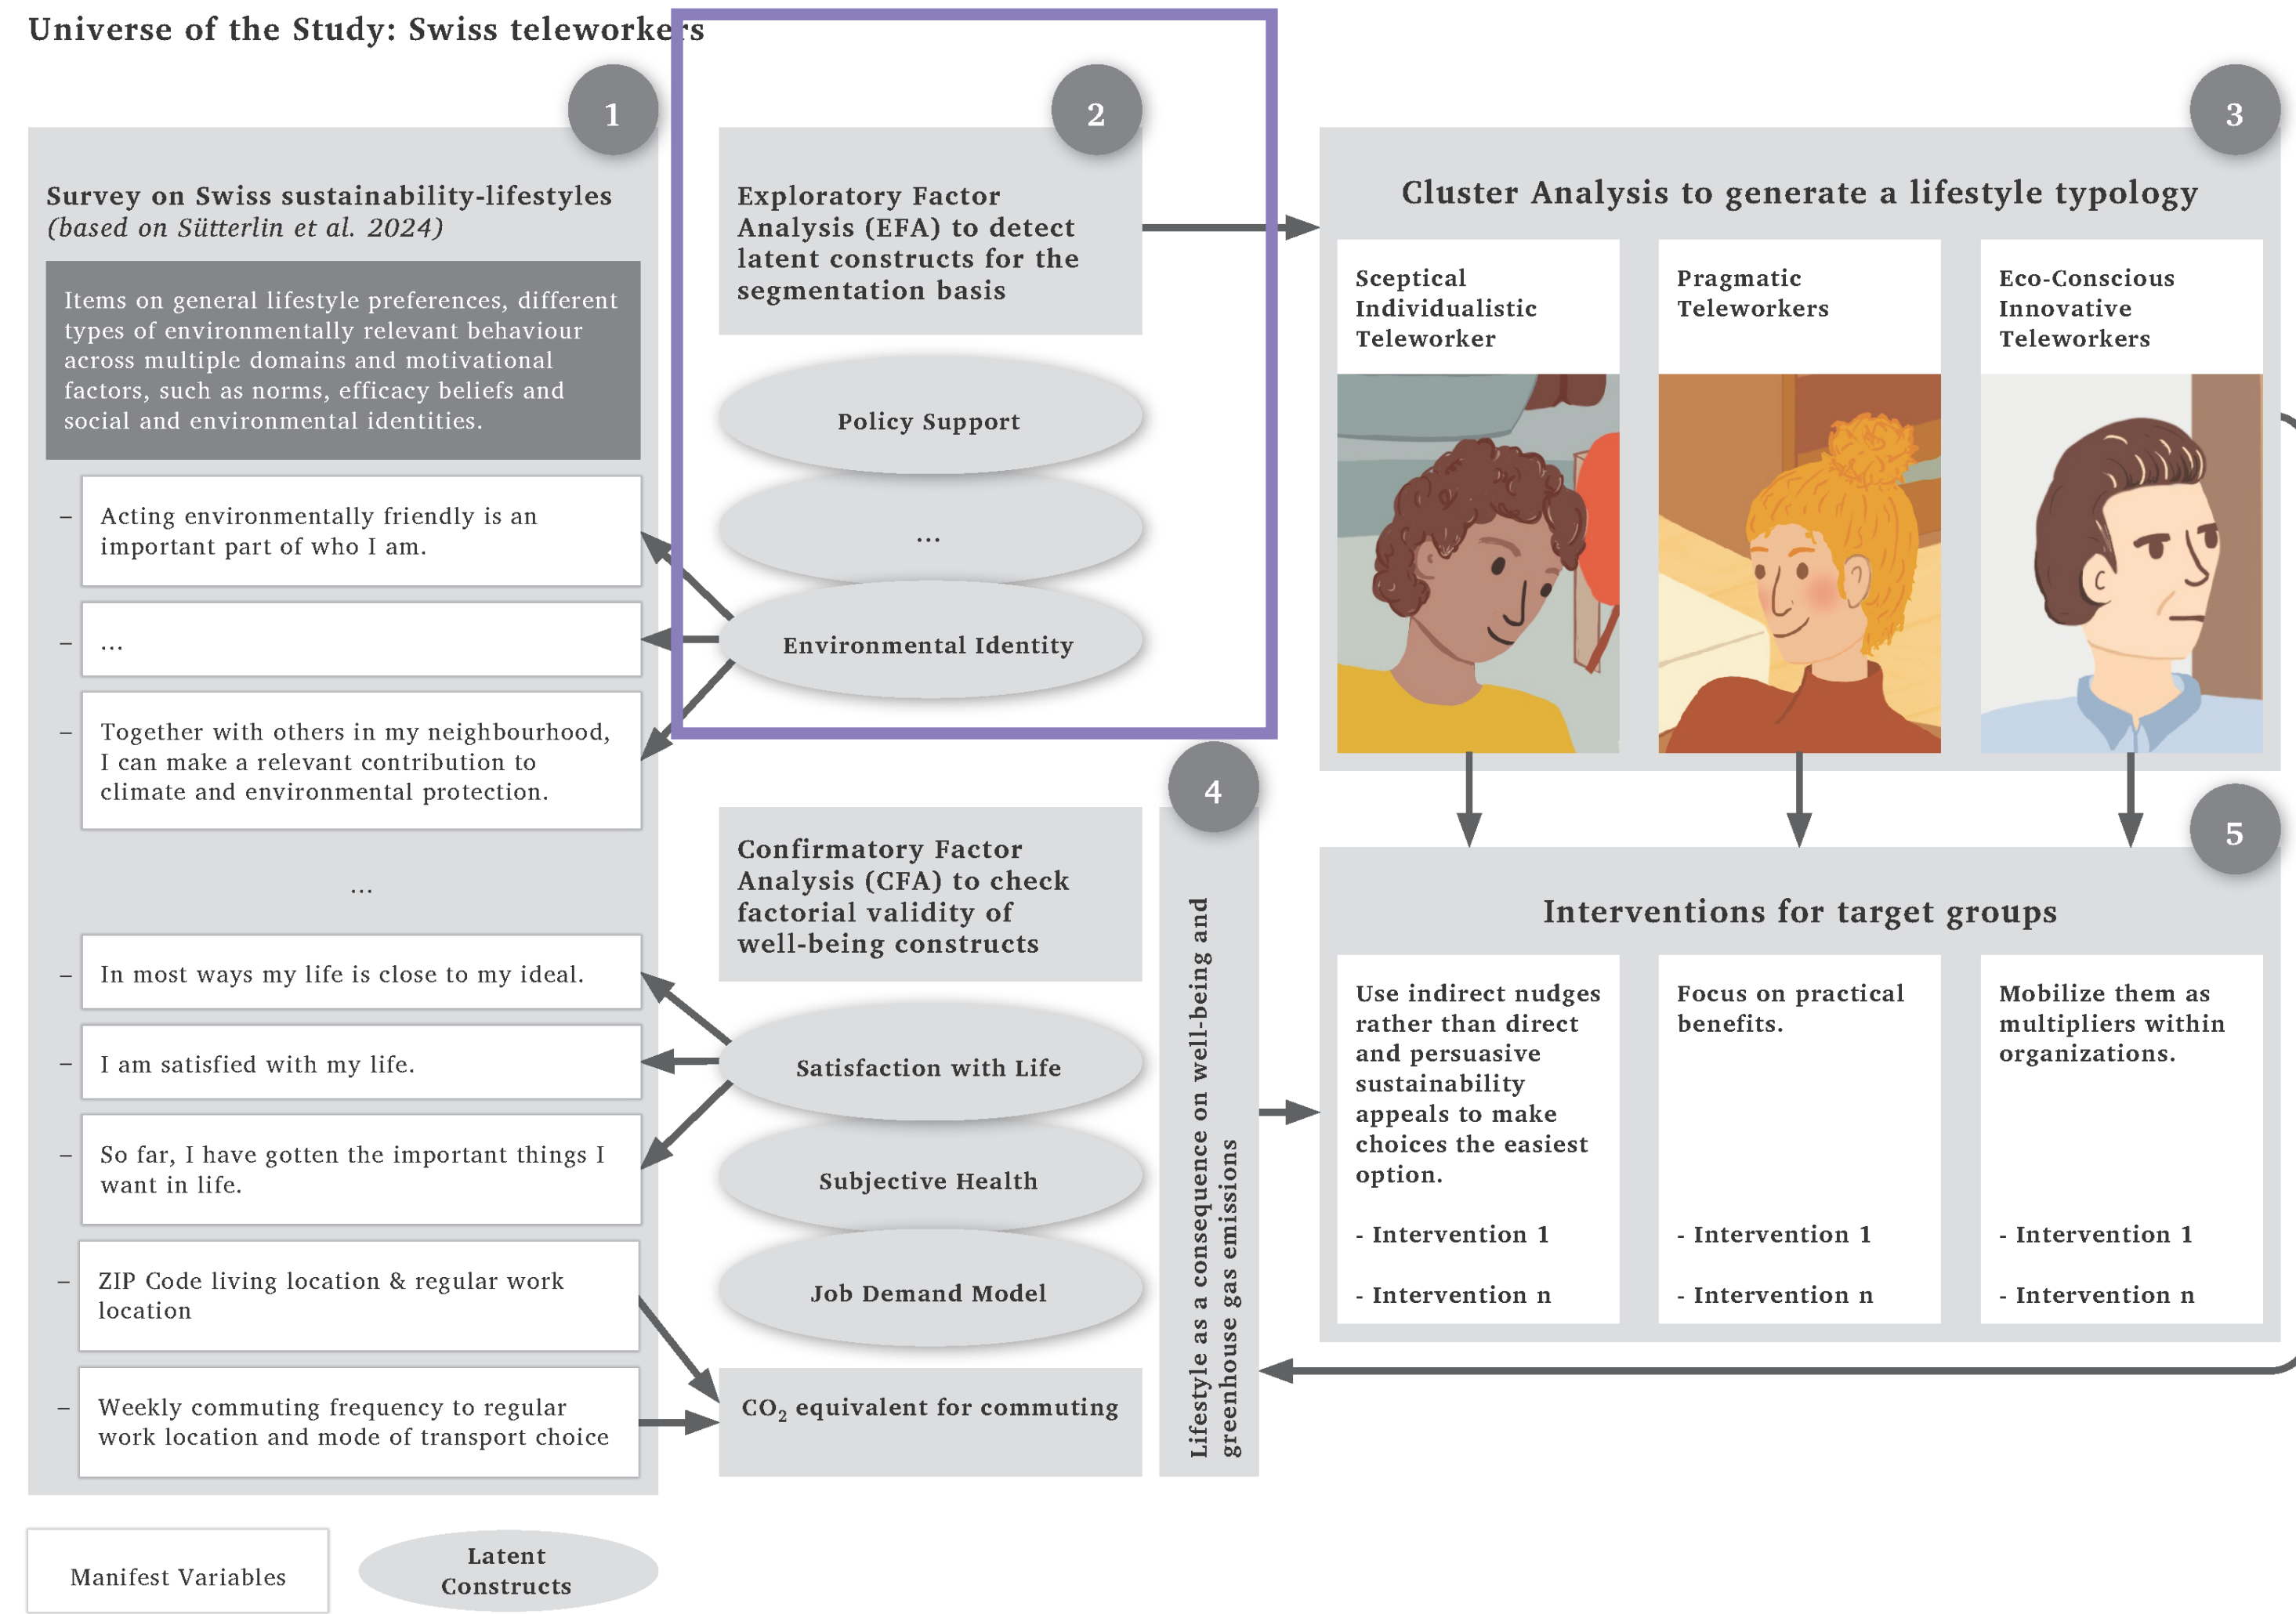 Universe of the Study: Swiss teleworkers
1
Survey on Swiss sustainability-lifestyles
(based on Sütterlin et al. 2024)
Items on general lifestyle preferences, different
types of environmentally relevant behaviour
across multiple domains and motivational
factors, such as norms, efficacy beliefs and
social and environmental identities.
– Acting environmentally friendly is an
important part of who I am.
– ...
– Together with others in my neighbourhood,
I can make a relevant contribution to
climate and environmental protection.
...
– In most ways my life is close to my ideal.
– I am satisfied with my life.
– So far, I have gotten the important things I
want in life.
– ZIP Code living location & regular work
location
– Weekly commuting frequency to regular
work location and mode of transport choice
2
Exploratory Factor
Analysis (EFA) to detect
latent constructs for the
segmentation basis
Policy Support
...
Environmental Identity
Confirmatory Factor
Analysis (CFA) to check
factorial validity of
well-being constructs
Satisfaction with Life
Subjective Health
Job Demand Model
CO₂ equivalent for commuting
4
Lifestyle as a consequence on well-being and
greenhouse gas emissions
3
Cluster Analysis to generate a lifestyle typology
Sceptical
Individualistic
Teleworker
Pragmatic
Teleworkers
Eco-Conscious
Innovative
Teleworkers
5
Interventions for target groups
Use indirect nudges
rather than direct
and persuasive
sustainability
appeals to make
choices the easiest
option.
- Intervention 1
- Intervention n
Focus on practical
benefits.
- Intervention 1
- Intervention n
Mobilize them as
multipliers within
organizations.
- Intervention 1
- Intervention n
Manifest Variables
Latent
Constructs